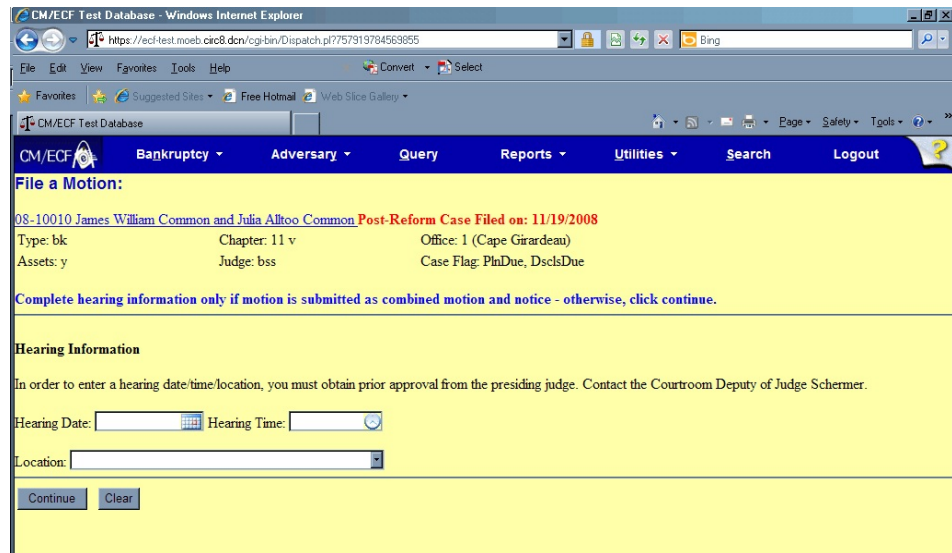 CM/ECF Test Database - Windows Internet Explorer
https://ecf-test.moeb.circ8.dcn/cgi-bin/Dispatch.pl?757919784569855
Bing
File Edit View Favorites Tools Help Convert Select
Favorites Suggested Sites Free Hotmail Web Slice Gallery
CM/ECF Test Database Page Safety Tools
CM/ECF Bankruptcy Adversary Query Reports Utilities Search Logout ?
File a Motion:
08-10010 James William Common and Julia Alltoo Common Post-Reform Case Filed on: 11/19/2008
Type: bk Chapter: 11 v Office: 1 (Cape Girardeau)
Assets: y Judge: bss Case Flag: PlnDue, DsclsDue
Complete hearing information only if motion is submitted as combined motion and notice - otherwise, click continue.
Hearing Information
In order to enter a hearing date/time/location, you must obtain prior approval from the presiding judge. Contact the Courtroom Deputy of Judge Schermer.
Hearing Date: Hearing Time:
Location:
Continue Clear